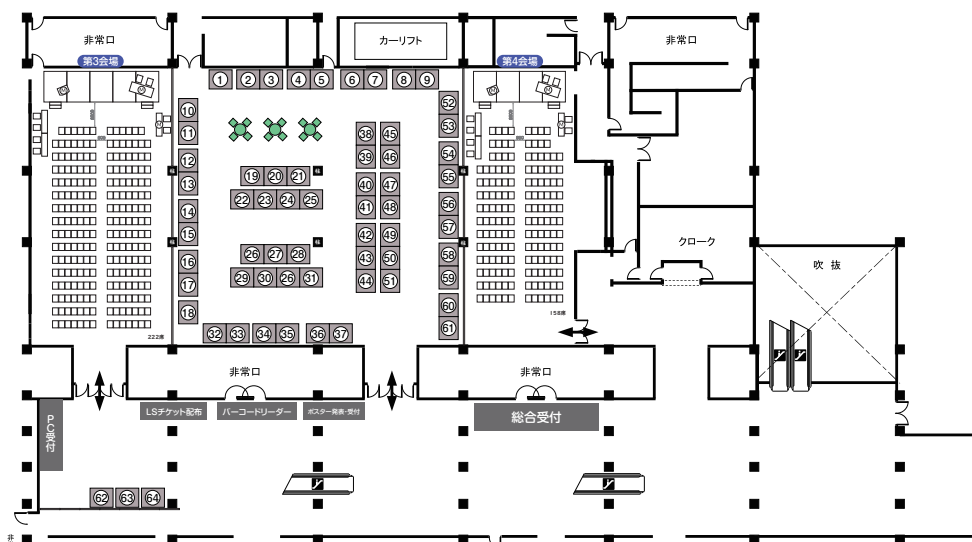 非常口
カーリフト
非常口
第3会場
第4会場
① ② ③ ④ ⑤ ⑥ ⑦ ⑧ ⑨
⑩
⑪
⑫
⑬
⑭
⑮
⑯
⑰
⑱
⑲ ⑳ ㉑
㉒ ㉓ ㉔ ㉕
㉖ ㉗ ㉘
㉙ ㉚ ㉖ ㉛
㉜ ㉝ ㉞ ㉟ ㊱ ㊲
㊳ ㊺
㊴ ㊻
㊵ ㊼
㊶ ㊽
㊷ ㊾
㊸ ㊿
㊹ 51
52
53
54
55
56
57
58
59
60
61
クローク
吹 抜
222席
158席
非常口
非常口
LSチケット配布
バーコードリーダー
ポスター発表・受付
総合受付
PC受付
62 63 64
非